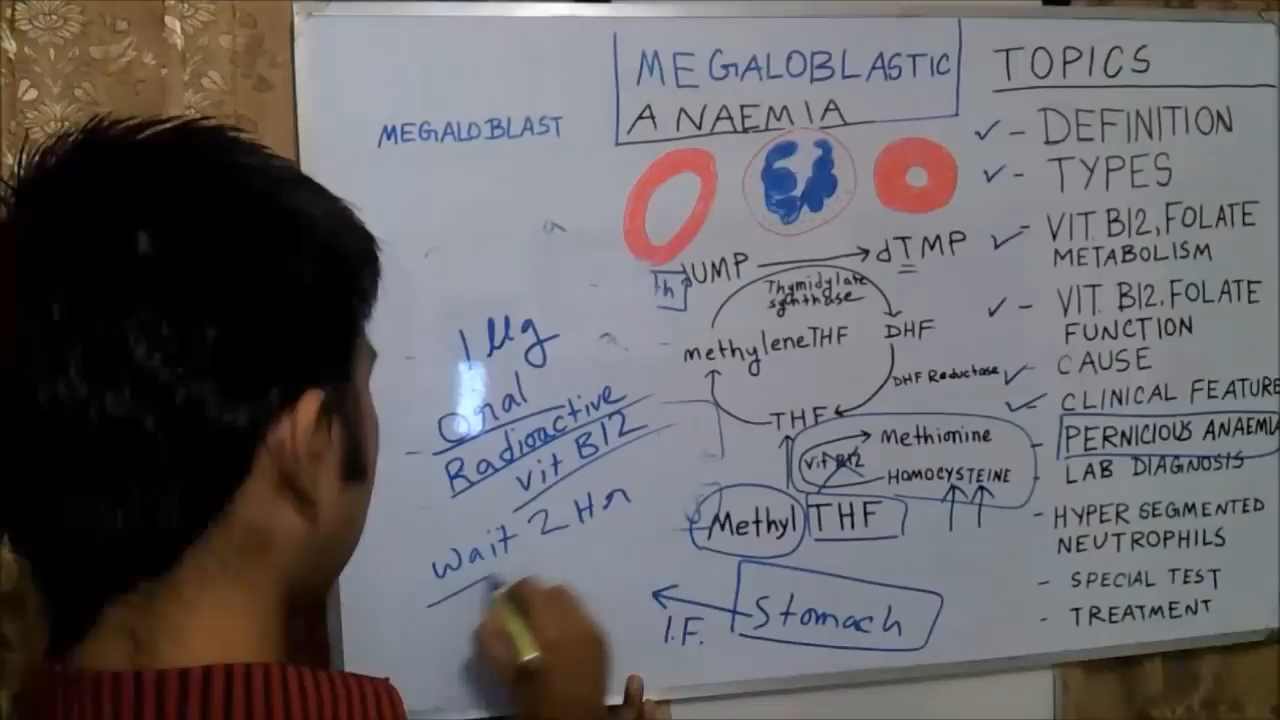 MEGALOBLASTIC
ANAEMIA
MEGALOBLAST
dTMP
UMP
Thymidylate
synthase
methyleneTHF
DHF
DHF Reductase
THF
Methionine
vit B12
HOMOCYSTEINE
Methyl THF
Stomach
I.F.
1 μg
Oral
Radioactive
vit B12
Wait 2 Hr
TOPICS
✓ - DEFINITION
✓ - TYPES
✓ - VIT. B12, FOLATE
METABOLISM
✓ - VIT. B12, FOLATE
FUNCTION
✓ CAUSE
✓ CLINICAL FEATURE
- PERNICIOUS ANAEMIA
LAB DIAGNOSIS
- HYPER SEGMENTED
NEUTROPHILS
- SPECIAL TEST
- TREATMENT